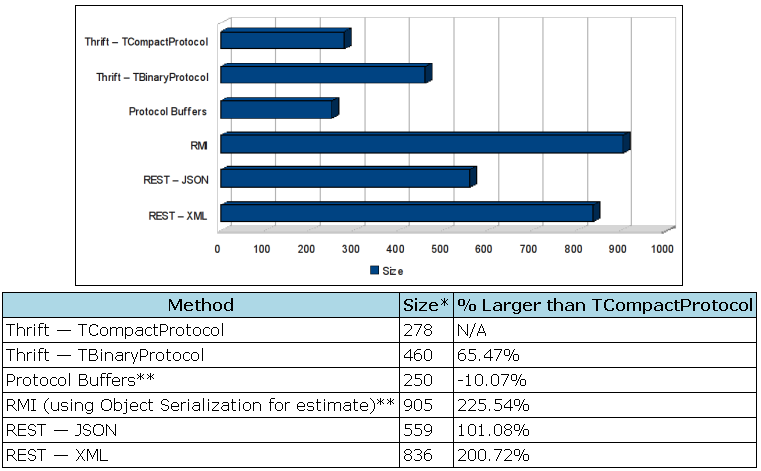 Thrift – TCompactProtocol
Thrift – TBinaryProtocol
Protocol Buffers
RMI
REST – JSON
REST – XML
0 100 200 300 400 500 600 700 800 900 1000
Size
Method Size* % Larger than TCompactProtocol
Thrift — TCompactProtocol 278 N/A
Thrift — TBinaryProtocol 460 65.47%
Protocol Buffers** 250 -10.07%
RMI (using Object Serialization for estimate)** 905 225.54%
REST — JSON 559 101.08%
REST — XML 836 200.72%